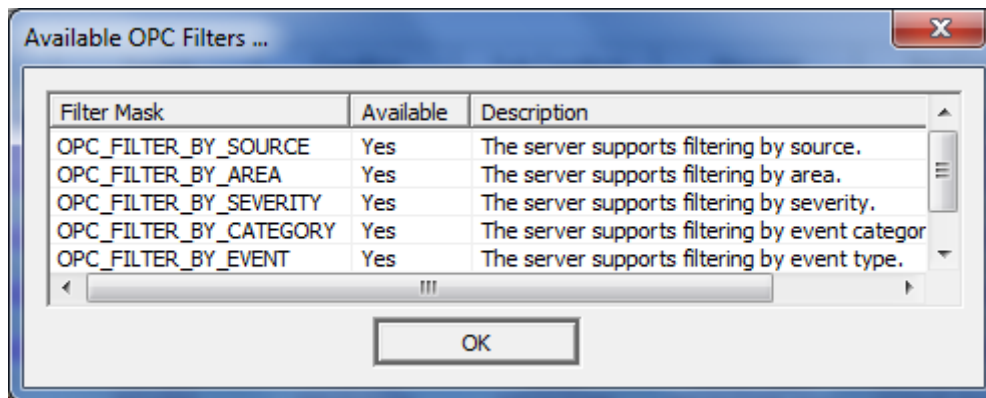 Available OPC Filters ...
Filter Mask Available Description
OPC_FILTER_BY_SOURCE Yes The server supports filtering by source.
OPC_FILTER_BY_AREA Yes The server supports filtering by area.
OPC_FILTER_BY_SEVERITY Yes The server supports filtering by severity.
OPC_FILTER_BY_CATEGORY Yes The server supports filtering by event categor
OPC_FILTER_BY_EVENT Yes The server supports filtering by event type.
OK